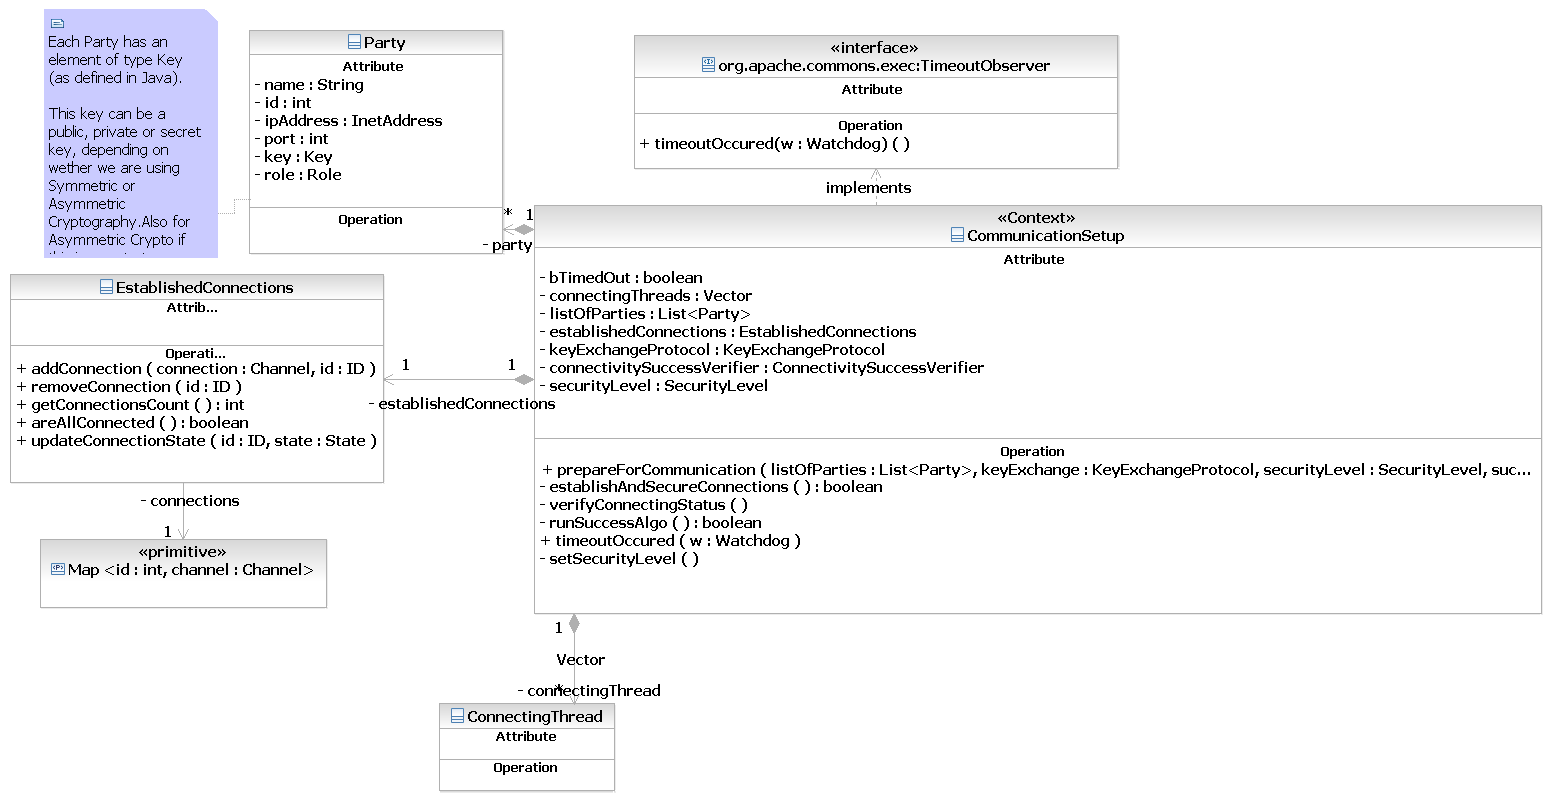 Each Party has an
element of type Key
(as defined in Java).
This key can be a
public, private or secret
key, depending on
wether we are using
Symmetric or
Asymmetric
Cryptography.Also for
Asymmetric Crypto if
Party
Attribute
- name : String
- id : int
- ipAddress : InetAddress
- port : int
- key : Key
- role : Role
Operation
«interface»
org.apache.commons.exec:TimeoutObserver
Attribute
Operation
+ timeoutOccured(w : Watchdog) ( )
implements
* 1
- party
«Context»
CommunicationSetup
Attribute
- bTimedOut : boolean
- connectingThreads : Vector
- listOfParties : List<Party>
- establishedConnections : EstablishedConnections
- keyExchangeProtocol : KeyExchangeProtocol
- connectivitySuccessVerifier : ConnectivitySuccessVerifier
- securityLevel : SecurityLevel
Operation
+ prepareForCommunication ( listOfParties : List<Party>, keyExchange : KeyExchangeProtocol, securityLevel : SecurityLevel, suc...
- establishAndSecureConnections ( ) : boolean
- verifyConnectingStatus ( )
- runSuccessAlgo ( ) : boolean
+ timeoutOccured ( w : Watchdog )
- setSecurityLevel ( )
EstablishedConnections
Attrib...
Operati...
+ addConnection ( connection : Channel, id : ID )
+ removeConnection ( id : ID )
+ getConnectionsCount ( ) : int
+ areAllConnected ( ) : boolean
+ updateConnectionState ( id : ID, state : State )
1 1
- establishedConnections
- connections
1
«primitive»
Map <id : int, channel : Channel>
1
Vector
*
- connectingThread
ConnectingThread
Attribute
Operation